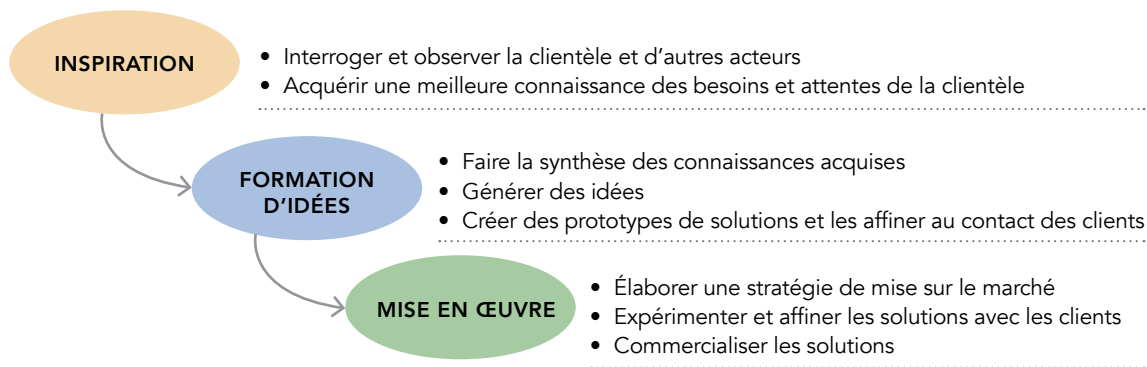 INSPIRATION
• Interroger et observer la clientèle et d’autres acteurs
• Acquérir une meilleure connaissance des besoins et attentes de la clientèle
FORMATION
D’IDÉES
• Faire la synthèse des connaissances acquises
• Générer des idées
• Créer des prototypes de solutions et les affiner au contact des clients
MISE EN ŒUVRE
• Élaborer une stratégie de mise sur le marché
• Expérimenter et affiner les solutions avec les clients
• Commercialiser les solutions